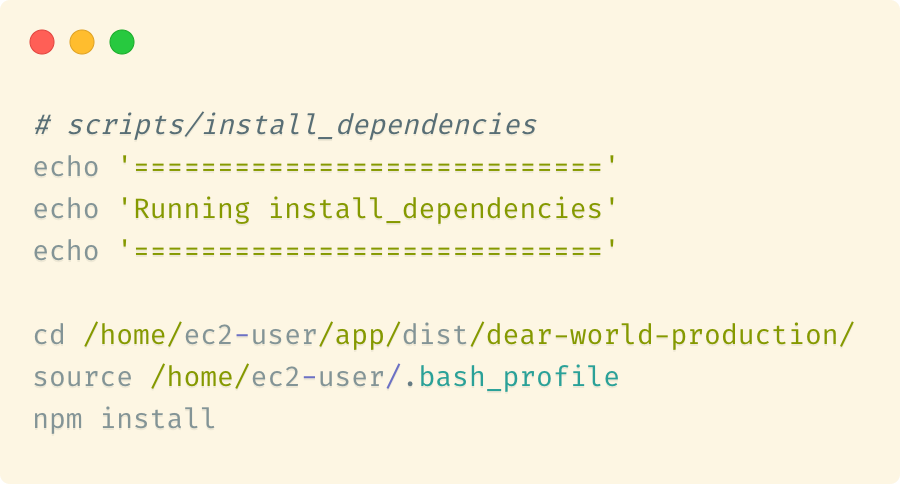 # scripts/install_dependencies
echo '============================'
echo 'Running install_dependencies'
echo '============================'
cd /home/ec2-user/app/dist/dear-world-production/
source /home/ec2-user/.bash_profile
npm install